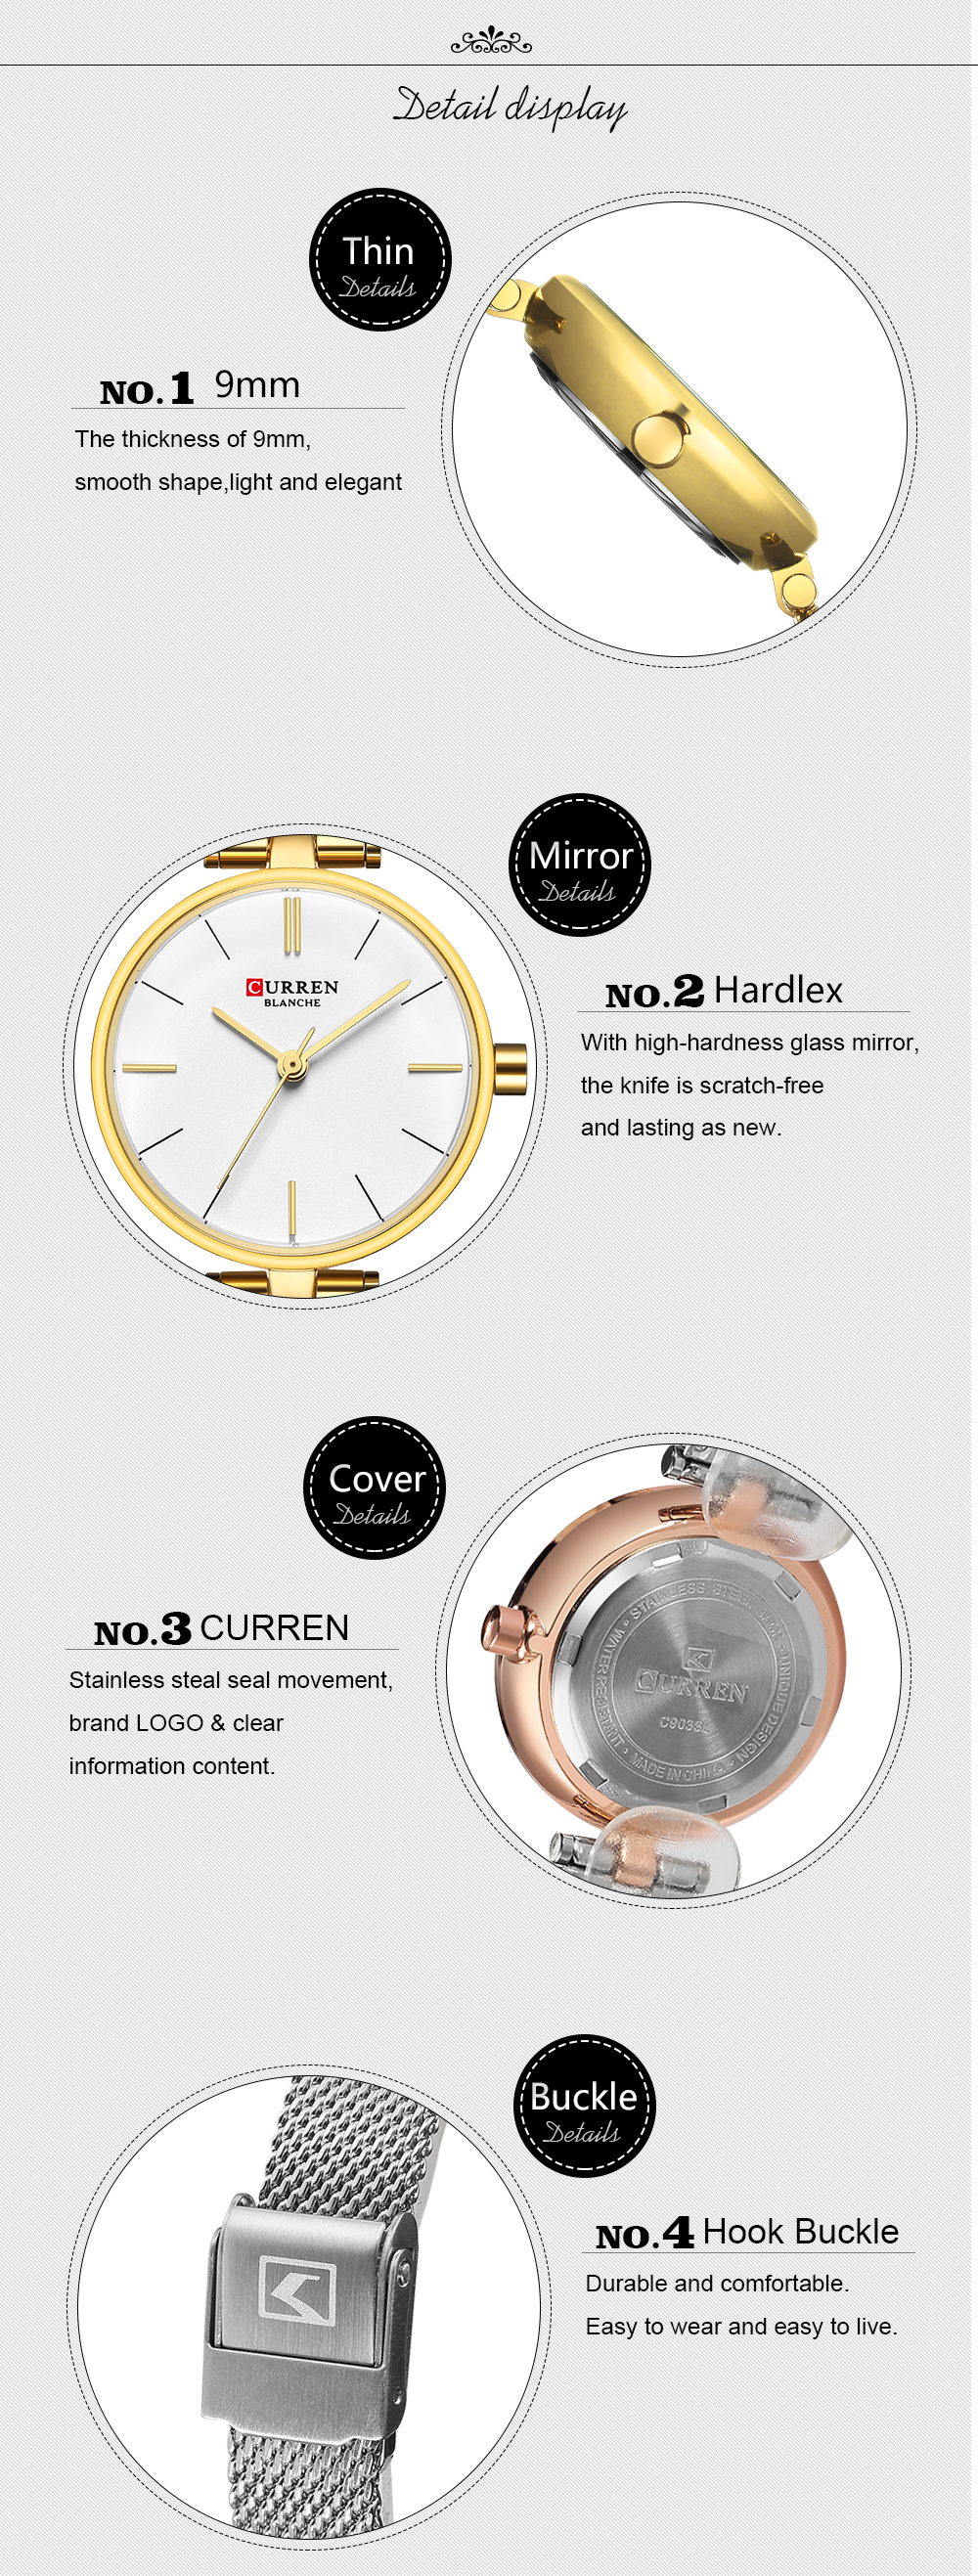 Detail display
Thin
Details
NO.1 9mm
The thickness of 9mm,
smooth shape,light and elegant
Mirror
Details
CURREN
BLANCHE
NO.2 Hardlex
With high-hardness glass mirror,
the knife is scratch-free
and lasting as new.
Cover
Details
NO.3 CURREN
Stainless steal seal movement,
brand LOGO & clear
information content.
STAINLESS STEEL BACK • UNIQUE DESIGN • MADE IN CHINA • WATER RESISTANT •
CURREN
Buckle
Details
NO.4 Hook Buckle
Durable and comfortable.
Easy to wear and easy to live.